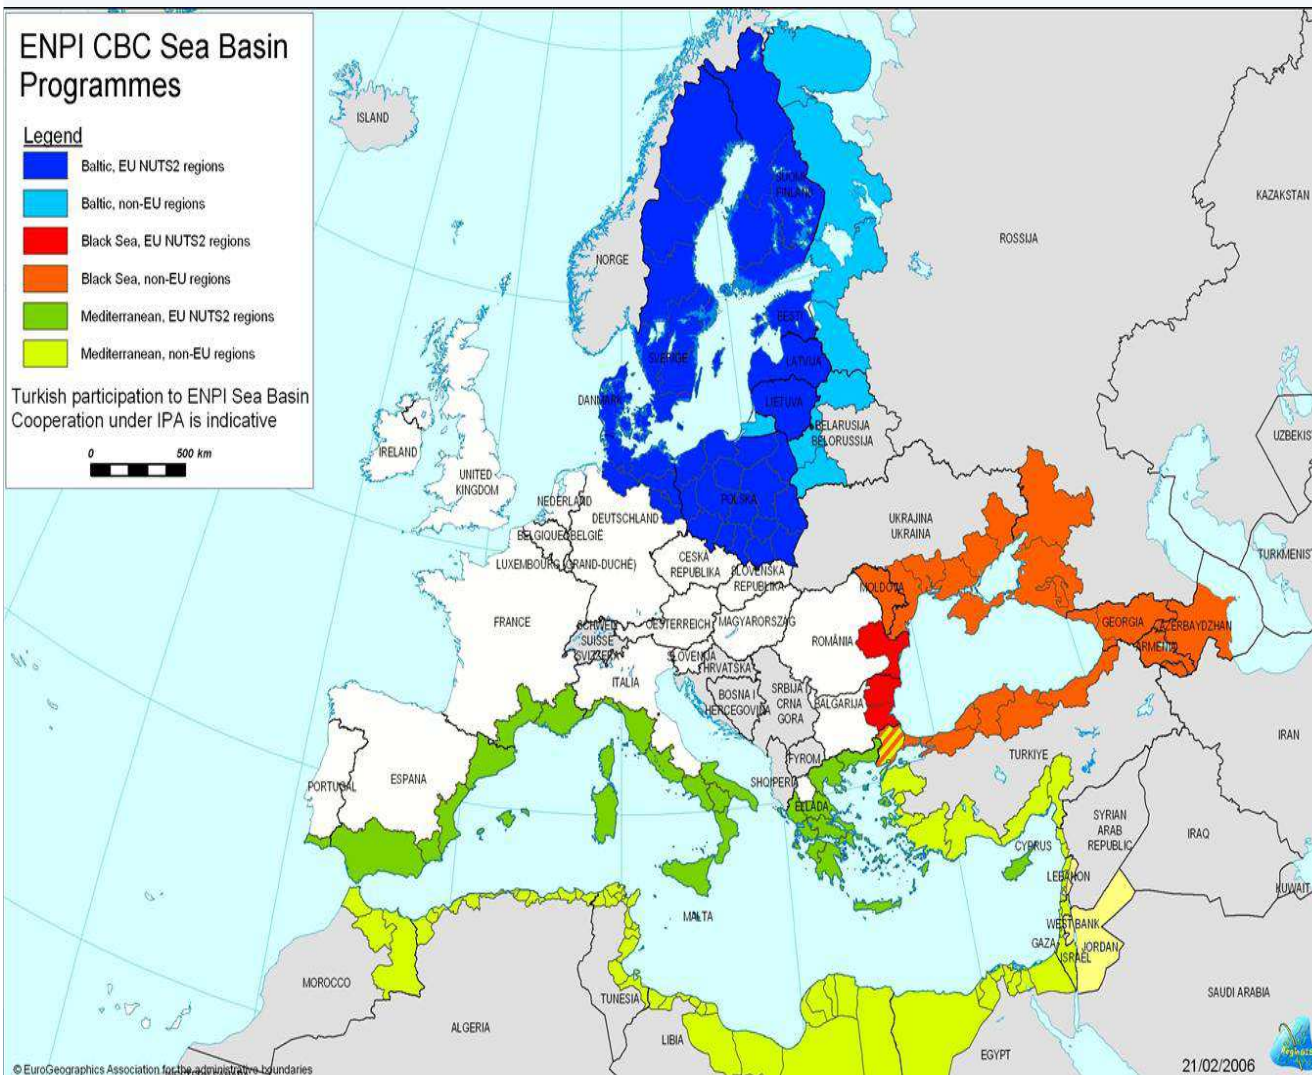 ENPI CBC Sea Basin
Programmes
Legend
Baltic, EU NUTS2 regions
Baltic, non-EU regions
Black Sea, EU NUTS2 regions
Black Sea, non-EU regions
Mediterranean, EU NUTS2 regions
Mediterranean, non-EU regions
Turkish participation to ENPI Sea Basin
Cooperation under IPA is indicative
0 500 km
ISLAND
KAZAKSTAN
SUOMI
FINLAND
ROSSIJA
NORGE
EESTI
SVERIGE
LATVIJA
DANMARK
LIETUVA
BELARUSIJA
BELORUSSIJA
UZBEKIS
IRELAND
UNITED
KINGDOM
NEDERLAND
POLSKA
DEUTSCHLAND
UKRAJINA
UKRAINA
BELGIQUE-BELGIË
TURKMENIS
LUXEMBOURG (GRAND-DUCHÉ)
CESKA
REPUBLIKA
SLOVENSKA
REPUBLIKA
MOLDOVA
FRANCE
OESTERREICH
MAGYARORSZAG
GEORGIA
AZERBAYDZHAN
SCHWEIZ
SUISSE
SVIZZERA
ROMÂNIA
ARMENIA
SLOVENIJA
HRVATSKA
ITALIA
BOSNA I
HERCEGOVINA
SRBIJA I
CRNA
GORA
BALGARIJA
IRAN
FYROM
TURKIYE
PORTUGAL
ESPANA
SHQIPERIA
ELLADA
SYRIAN
ARAB
REPUBLIC
IRAQ
CYPRUS
LEBANON
KUWAIT
MALTA
WEST BANK
GAZA
ISRAEL
JORDAN
MOROCCO
TUNESIA
SAUDI ARABIA
ALGERIA
LIBIA
EGYPT
21/02/2006
© EuroGeographics Association for the administrative boundaries